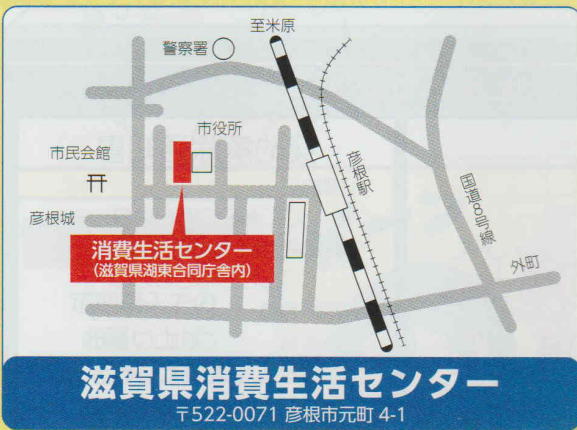 至米原
警察署
市役所
市民会館
彦根駅
国道8号線
彦根城
消費生活センター
(滋賀県湖東合同庁舎内)
外町
滋賀県消費生活センター
〒522-0071 彦根市元町 4-1